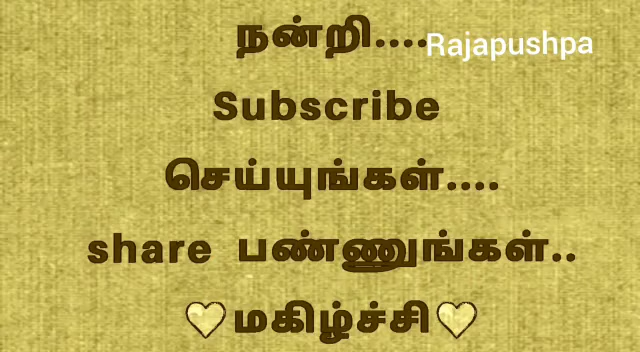 நன்றி....
Rajapushpa
Subscribe
செய்யுங்கள்....
share பண்ணுங்கள்..
♡மகிழ்ச்சி♡